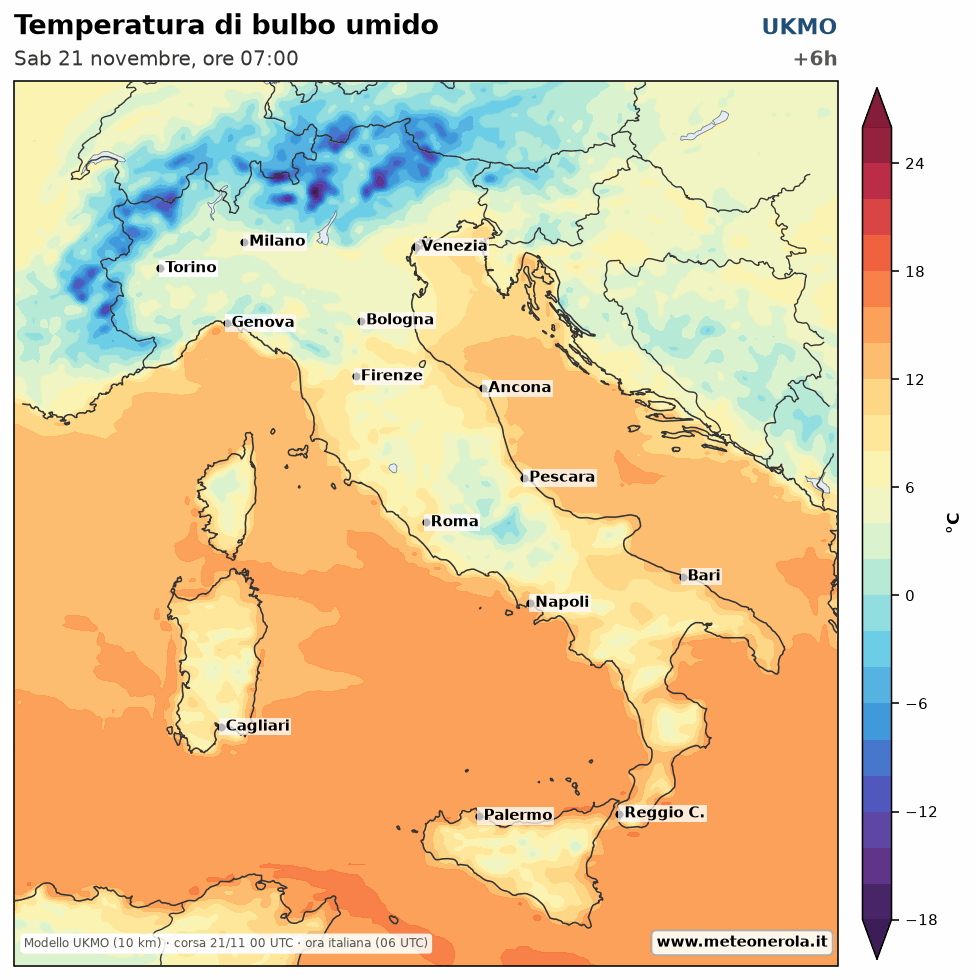 Temperatura di bulbo umido
UKMO
Sab 21 novembre, ore 07:00
+6h
Milano
Venezia
Torino
Genova
Bologna
Firenze
Ancona
Pescara
Roma
Bari
Napoli
Cagliari
Palermo
Reggio C.
24
18
12
6
0
−6
−12
−18
°C
Modello UKMO (10 km) · corsa 21/11 00 UTC · ora italiana (06 UTC)
www.meteonerola.it